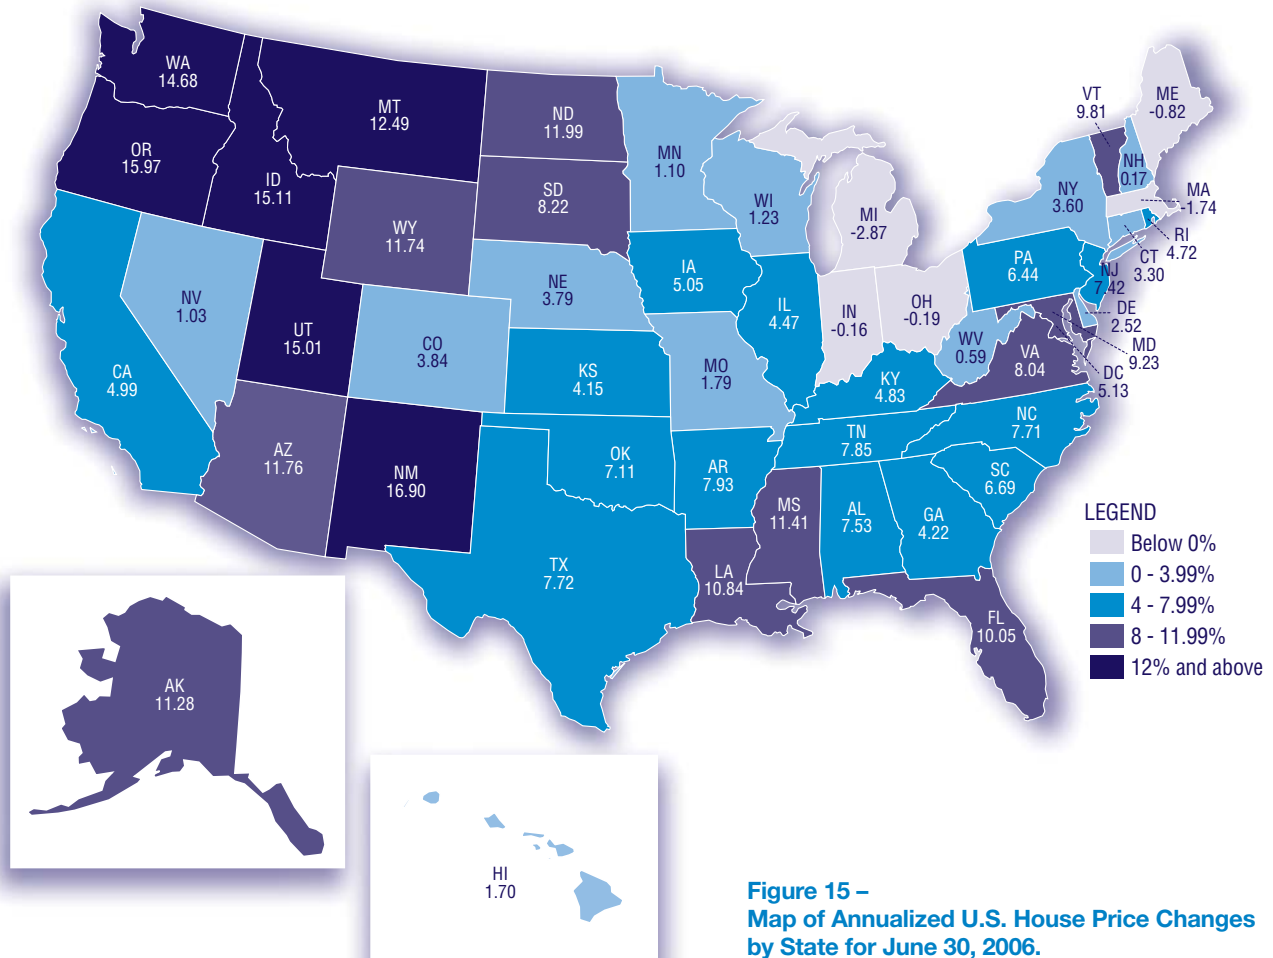 WA
14.68
OR
15.97
ID
15.11
MT
12.49
ND
11.99
SD
8.22
WY
11.74
MN
1.10
WI
1.23
MI
-2.87
VT
9.81
ME
-0.82
NH
0.17
NY
3.60
MA
-1.74
RI
4.72
CT
3.30
PA
6.44
NJ
7.42
DE
2.52
MD
9.23
DC
5.13
NV
1.03
UT
15.01
CA
4.99
CO
3.84
NE
3.79
IA
5.05
IL
4.47
IN
-0.16
OH
-0.19
WV
0.59
VA
8.04
KS
4.15
MO
1.79
KY
4.83
NC
7.71
TN
7.85
SC
6.69
AZ
11.76
NM
16.90
OK
7.11
AR
7.93
MS
11.41
AL
7.53
GA
4.22
TX
7.72
LA
10.84
FL
10.05
LEGEND
Below 0%
0 - 3.99%
4 - 7.99%
8 - 11.99%
12% and above
AK
11.28
HI
1.70
Figure 15 –
Map of Annualized U.S. House Price Changes
by State for June 30, 2006.